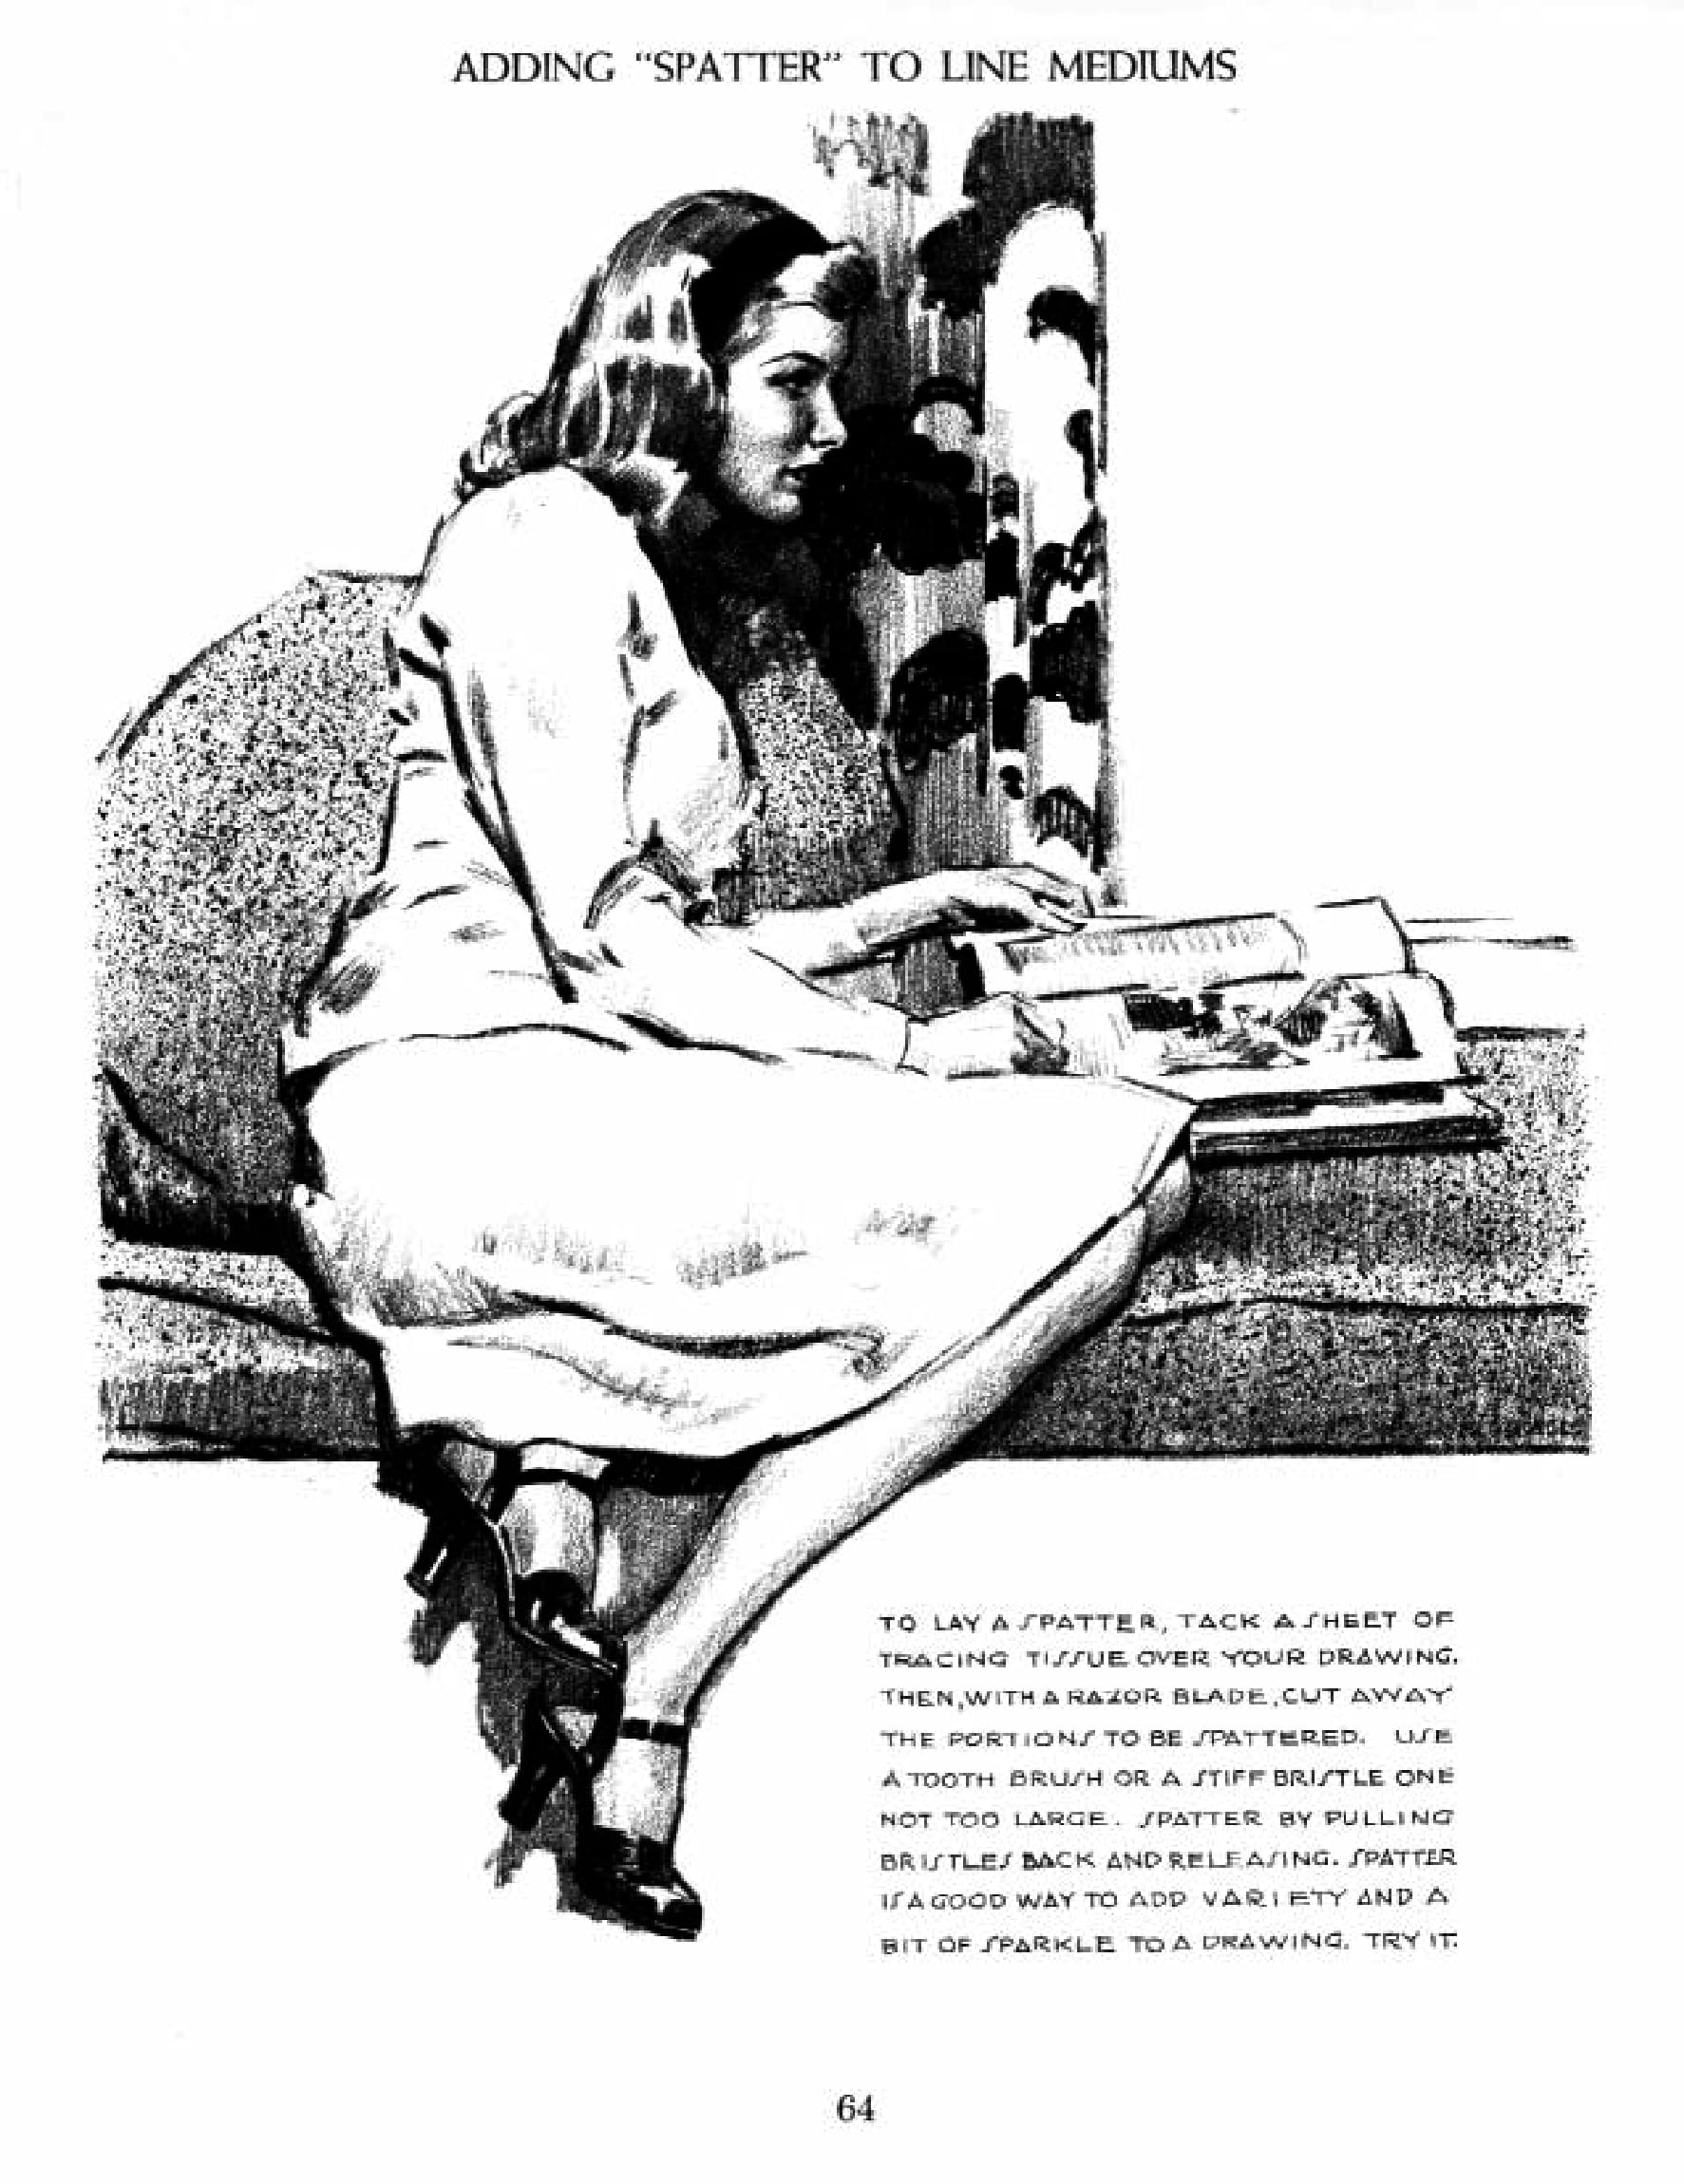 ADDING “SPATTER” TO LINE MEDIUMS
TO LAY A SPATTER, TACK A SHEET OF
TRACING TISSUE OVER YOUR DRAWING.
THEN, WITH A RAZOR BLADE, CUT AWAY
THE PORTIONS TO BE SPATTERED. USE
A TOOTH BRUSH OR A STIFF BRISTLE ONE
NOT TOO LARGE. SPATTER BY PULLING
BRISTLES BACK AND RELEASING. SPATTER
IS A GOOD WAY TO ADD VARIETY AND A
BIT OF SPARKLE TO A DRAWING. TRY IT.
64